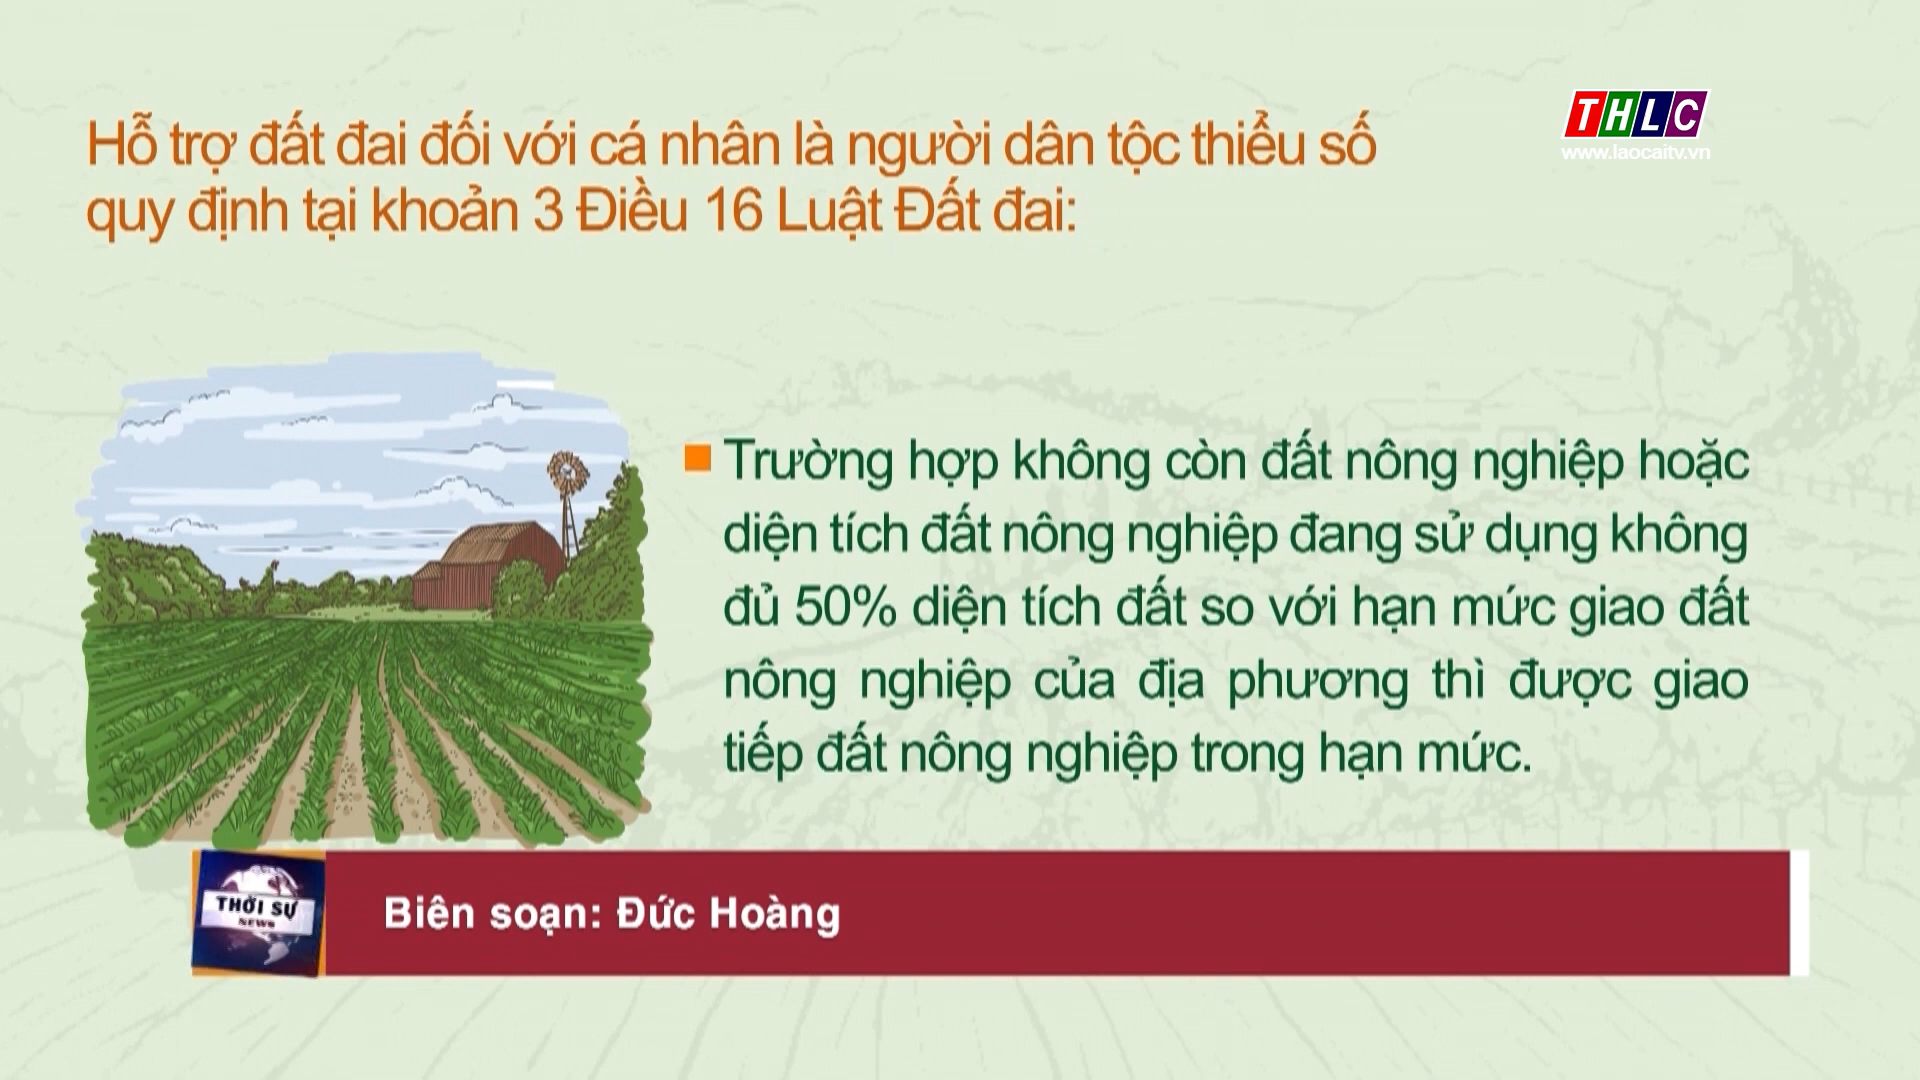 THLC
www.laocaitv.vn
Hỗ trợ đất đai đối với cá nhân là người dân tộc thiểu số
quy định tại khoản 3 Điều 16 Luật Đất đai:
Trường hợp không còn đất nông nghiệp hoặc
diện tích đất nông nghiệp đang sử dụng không
đủ 50% diện tích đất so với hạn mức giao đất
nông nghiệp của địa phương thì được giao
tiếp đất nông nghiệp trong hạn mức.
THỜI SỰ
NEWS
Biên soạn: Đức Hoàng